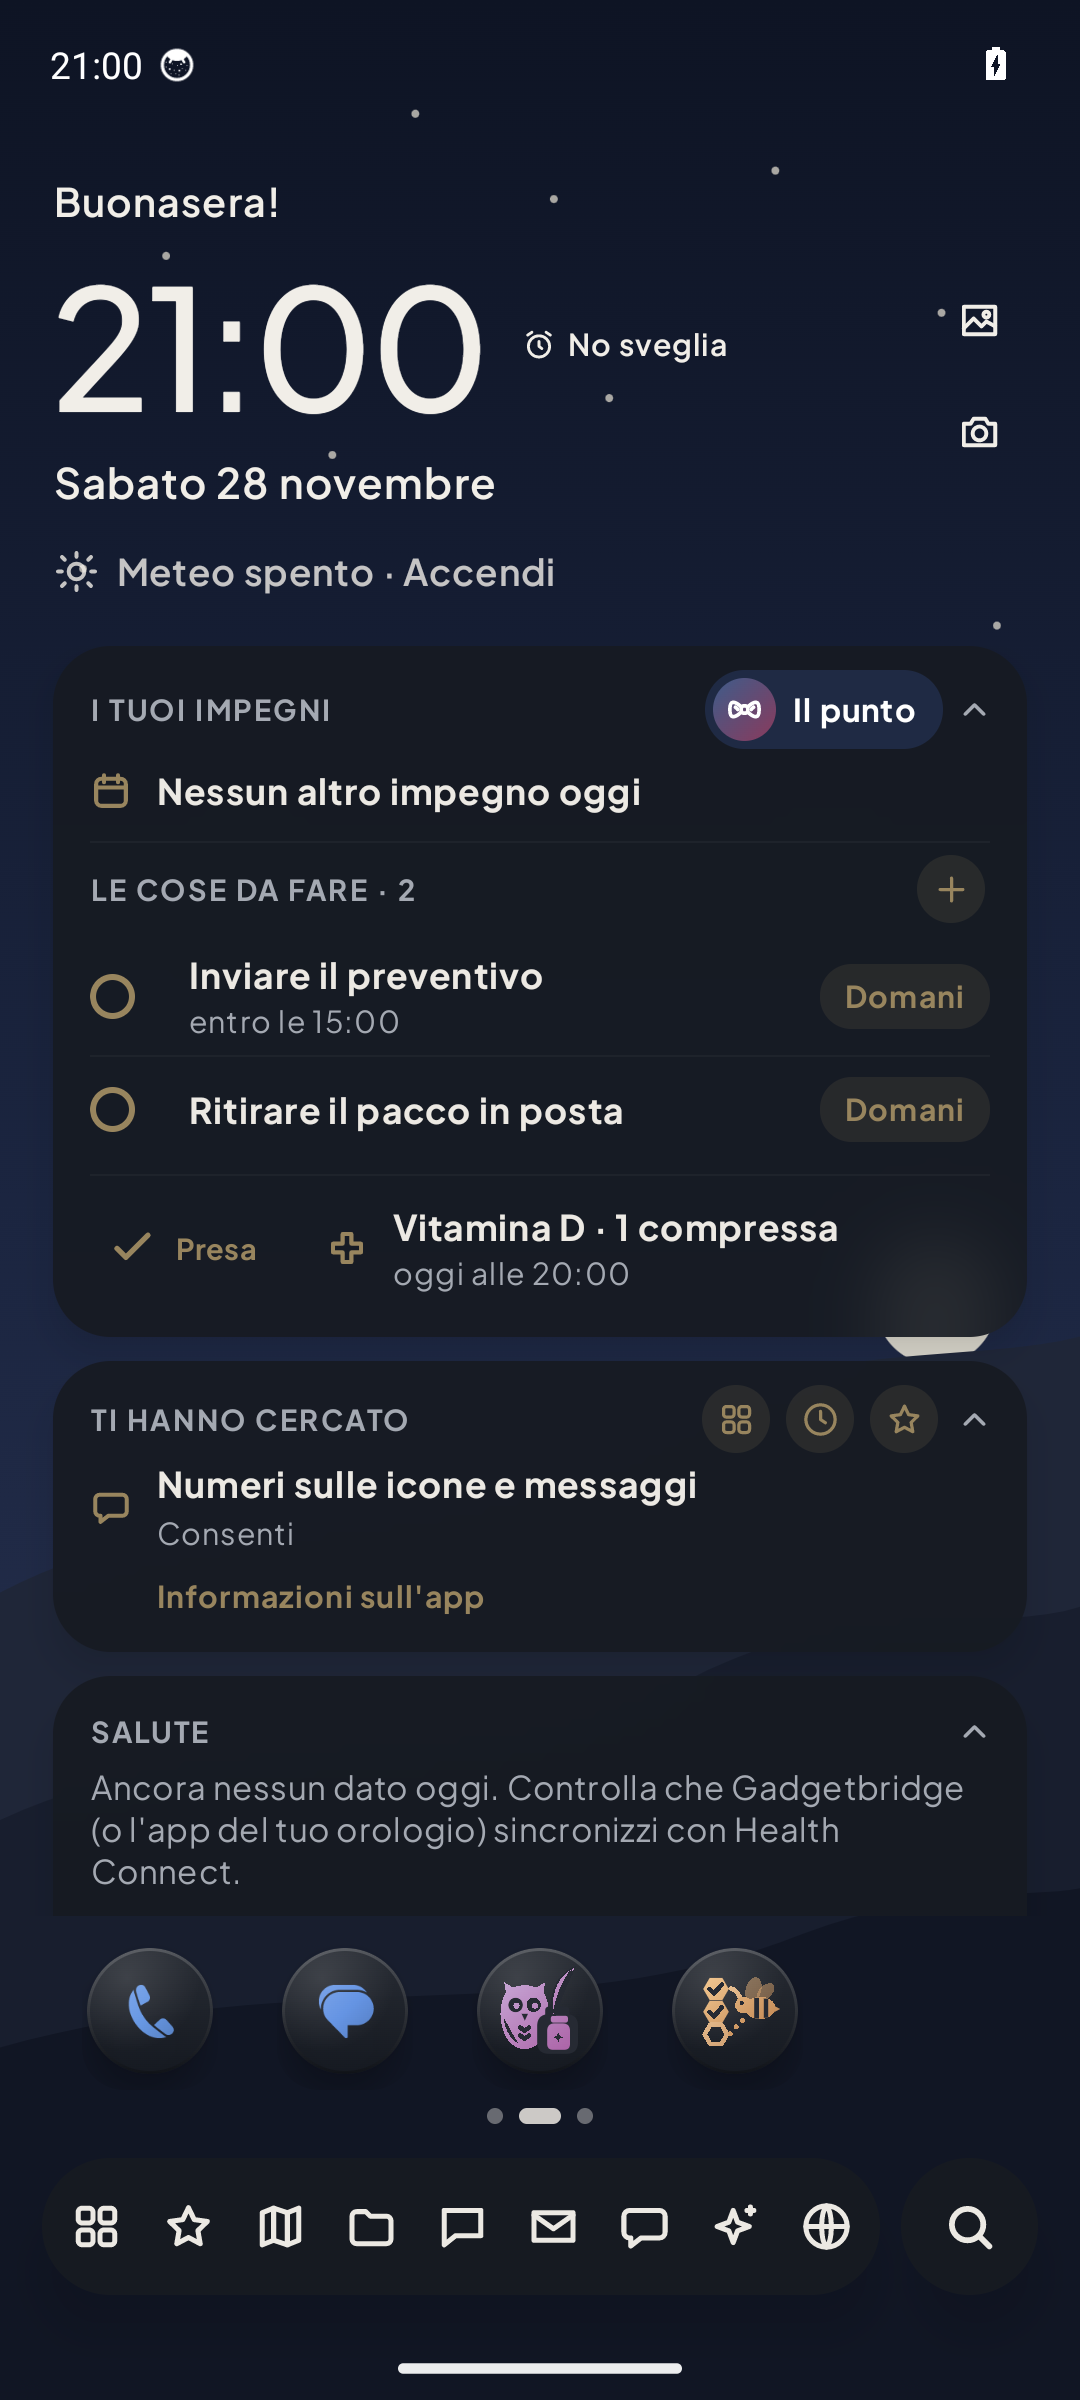 21:00
Buonasera!
21:00
No sveglia
Sabato 28 novembre
Meteo spento · Accendi
I TUOI IMPEGNI
Il punto
Nessun altro impegno oggi
LE COSE DA FARE · 2
Inviare il preventivo
entro le 15:00
Domani
Ritirare il pacco in posta
Domani
Presa
Vitamina D · 1 compressa
oggi alle 20:00
TI HANNO CERCATO
Numeri sulle icone e messaggi
Consenti
Informazioni sull'app
SALUTE
Ancora nessun dato oggi. Controlla che Gadgetbridge
(o l'app del tuo orologio) sincronizzi con Health
Connect.